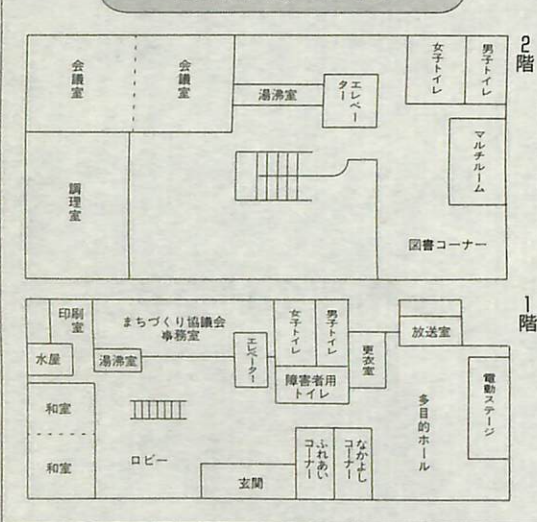 2階
会議室
会議室
湯沸室
エレベーター
女子トイレ
男子トイレ
マルチルーム
調理室
図書コーナー
1階
印刷室
まちづくり協議会
事務室
水屋
湯沸室
エレベーター
女子トイレ
男子トイレ
障害者用
トイレ
更衣室
放送室
電動ステージ
多目的ホール
和室
和室
ロビー
玄関
ふれあい
コーナー
なかよし
コーナー